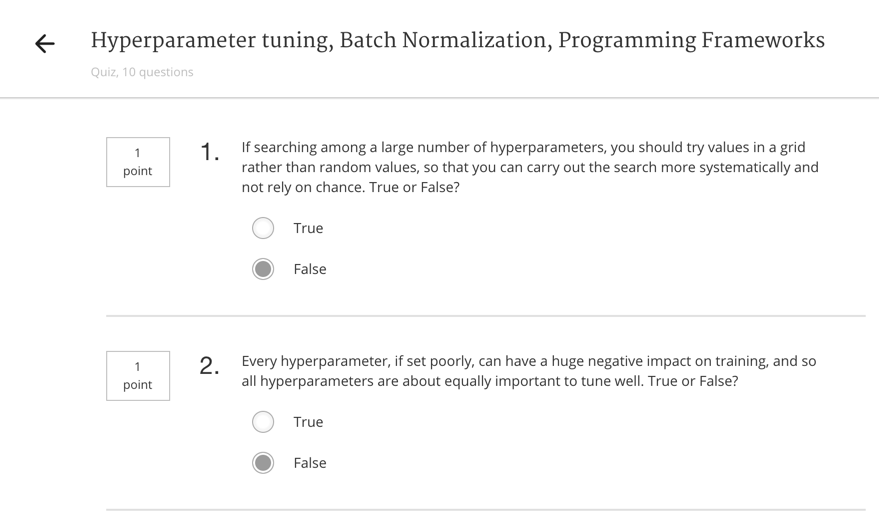 Hyperparameter tuning, Batch Normalization, Programming Frameworks
Quiz, 10 questions
1
point
1.
If searching among a large number of hyperparameters, you should try values in a grid
rather than random values, so that you can carry out the search more systematically and
not rely on chance. True or False?
True
False
1
point
2.
Every hyperparameter, if set poorly, can have a huge negative impact on training, and so
all hyperparameters are about equally important to tune well. True or False?
True
False